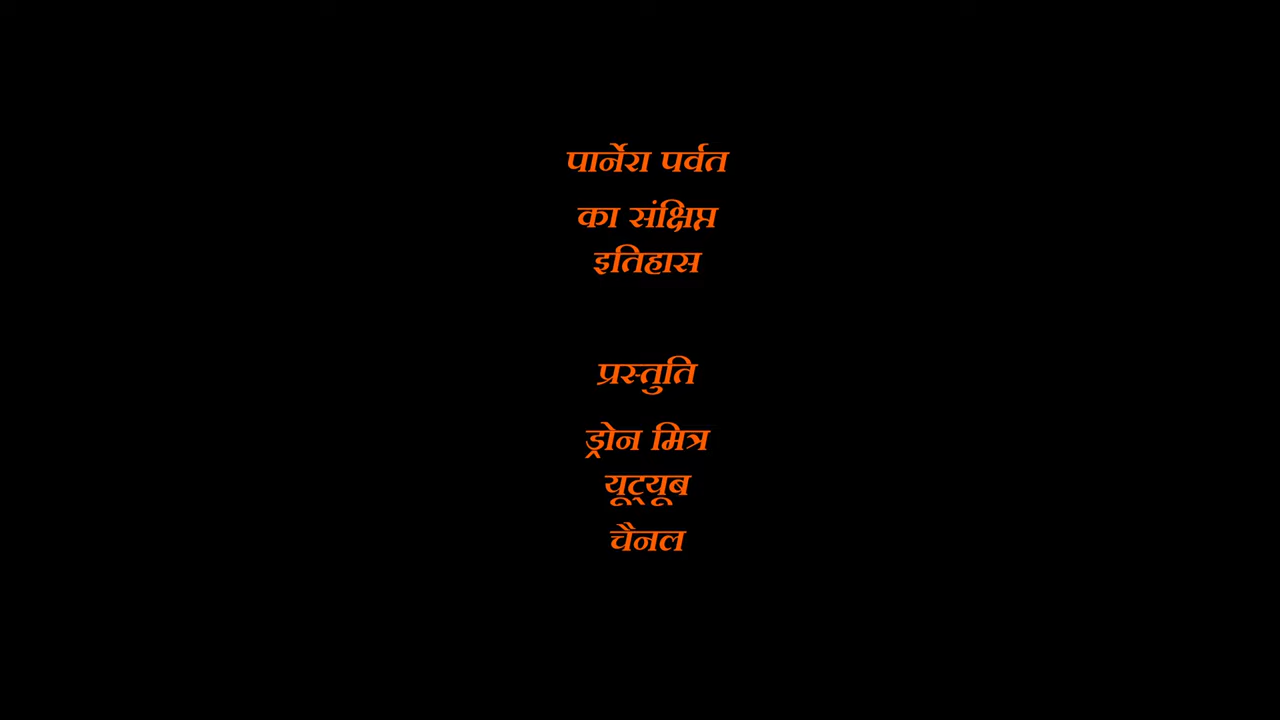 पार्नेरा पर्वत
का संक्षिप्त
इतिहास
प्रस्तुति
ड्रोन मित्र
यूट्यूब
चैनल